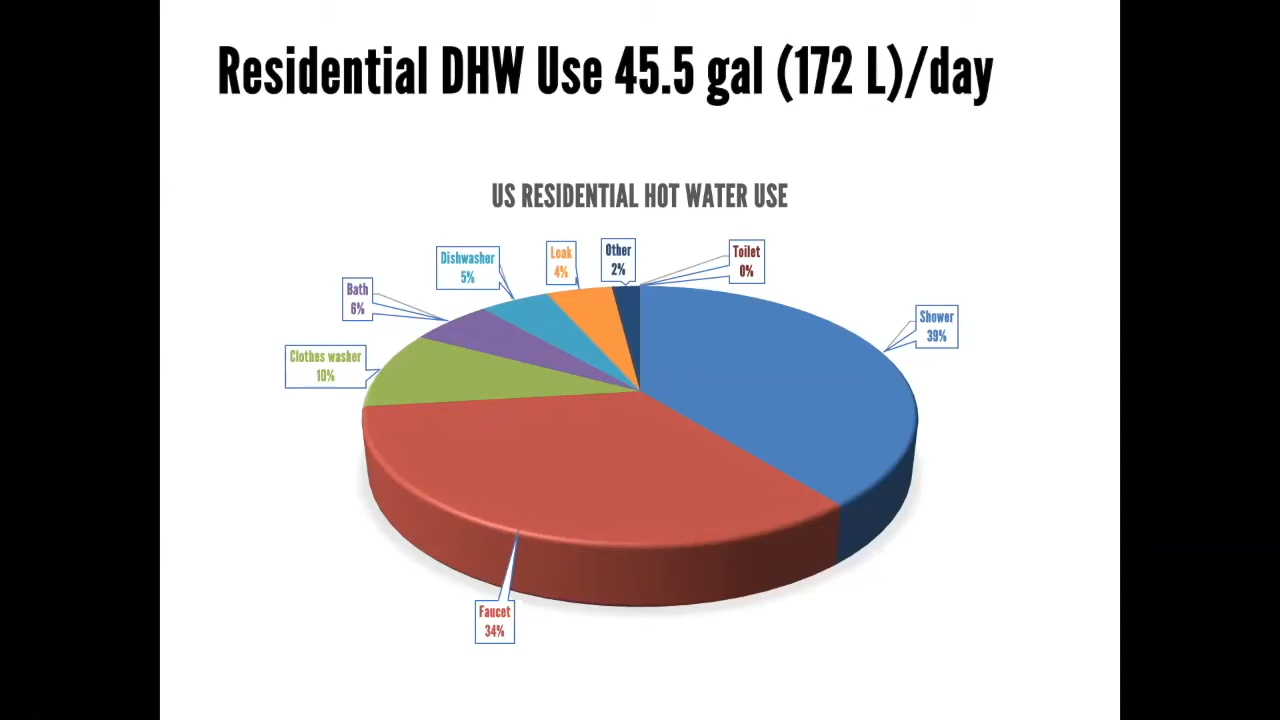 Residential DHW Use 45.5 gal (172 L)/day
US RESIDENTIAL HOT WATER USE
Other
2%
Toilet
0%
Leak
4%
Dishwasher
5%
Bath
6%
Shower
39%
Clothes washer
10%
Faucet
34%